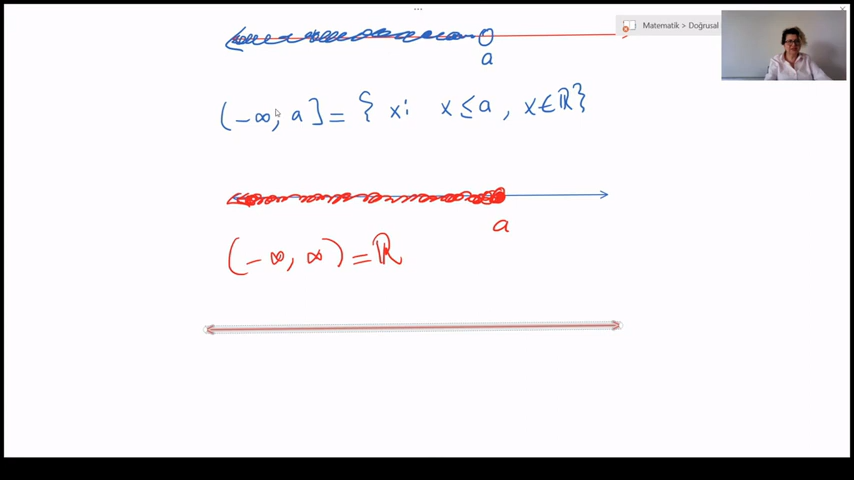 Matematik > Doğrusal
a
(-∞, a] = { x: x ≤ a , x ∈ ℝ }
a
(-∞, ∞) = ℝ